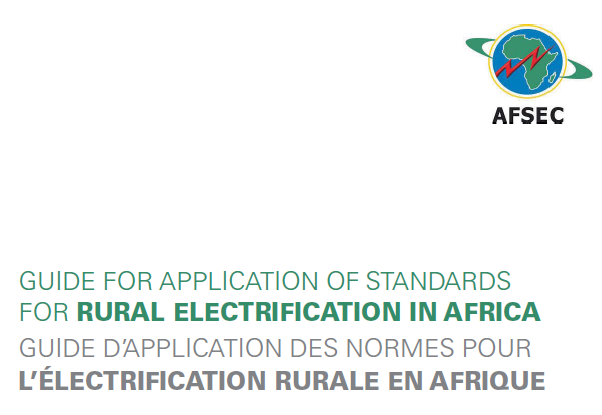 AFSEC
GUIDE FOR APPLICATION OF STANDARDS
FOR RURAL ELECTRIFICATION IN AFRICA
GUIDE D’APPLICATION DES NORMES POUR
L’ÉLECTRIFICATION RURALE EN AFRIQUE